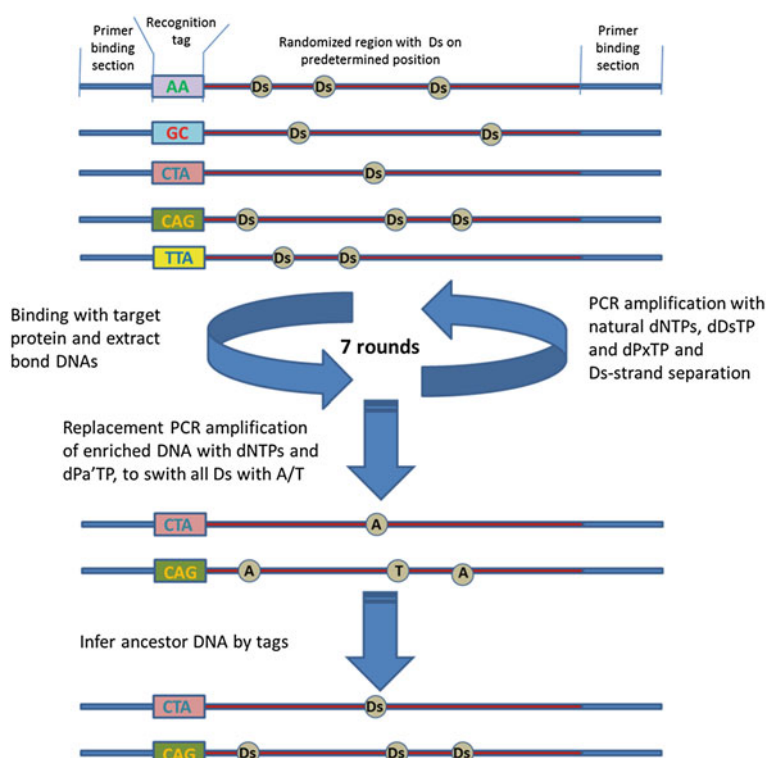 Primer
binding
section
Recognition
tag
Randomized region with Ds on
predetermined position
Primer
binding
section
AA Ds Ds Ds
GC Ds Ds
CTA Ds
CAG Ds Ds Ds
TTA Ds Ds
Binding with target
protein and extract
bond DNAs
7 rounds
PCR amplification with
natural dNTPs, dDsTP
and dPxTP and
Ds-strand separation
Replacement PCR amplification
of enriched DNA with dNTPs and
dPa'TP, to swith all Ds with A/T
CTA A
CAG A T A
Infer ancestor DNA by tags
CTA Ds
CAG Ds Ds Ds